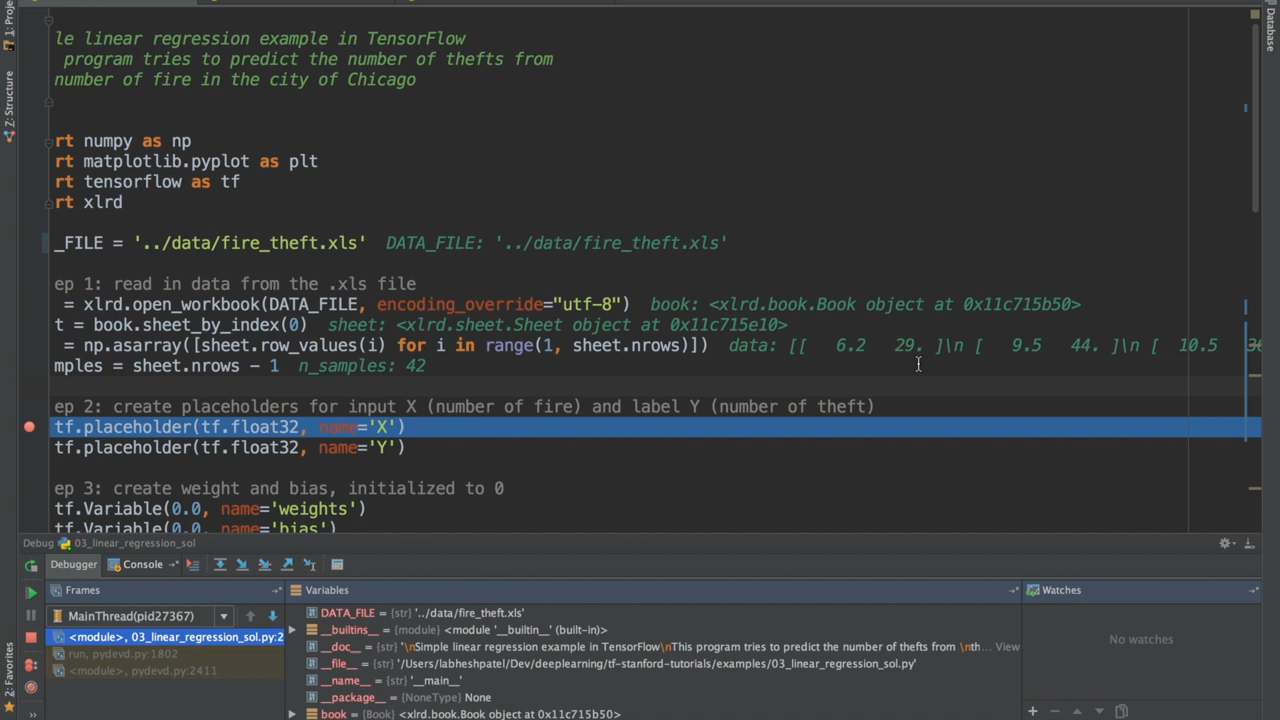 1: Proje
Database
le linear regression example in TensorFlow
program tries to predict the number of thefts from
number of fire in the city of Chicago
Z: Structure
rt numpy as np
rt matplotlib.pyplot as plt
rt tensorflow as tf
rt xlrd
_FILE = '../data/fire_theft.xls' DATA_FILE: '../data/fire_theft.xls'
ep 1: read in data from the .xls file
= xlrd.open_workbook(DATA_FILE, encoding_override="utf-8") book: <xlrd.book.Book object at 0x11c715b50>
t = book.sheet_by_index(0) sheet: <xlrd.sheet.Sheet object at 0x11c715e10>
= np.asarray([sheet.row_values(i) for i in range(1, sheet.nrows)]) data: [[ 6.2 29. ]\n [ 9.5 44. ]\n [ 10.5
mples = sheet.nrows - 1 n_samples: 42
ep 2: create placeholders for input X (number of fire) and label Y (number of theft)
tf.placeholder(tf.float32, name='X')
tf.placeholder(tf.float32, name='Y')
ep 3: create weight and bias, initialized to 0
tf.Variable(0.0, name='weights')
tf.Variable(0.0, name='bias')
Debug 03_linear_regression_sol
Debugger Console
Frames Variables Watches
MainThread(pid27367)
<module>, 03_linear_regression_sol.py:2
run, pydevd.py:1802
<module>, pydevd.py:2411
DATA_FILE = {str} '../data/fire_theft.xls'
__builtins__ = {module} <module '__builtin__' (built-in)>
__doc__ = {str} '\nSimple linear regression example in TensorFlow\nThis program tries to predict the number of thefts from \nth... View
__file__ = {str} '/Users/labheshpatel/Dev/deeplearning/tf-stanford-tutorials/examples/03_linear_regression_sol.py'
__name__ = {str} '__main__'
__package__ = {NoneType} None
book = {Book} <xlrd.book.Book object at 0x11c715b50>
No watches
2: Favorites